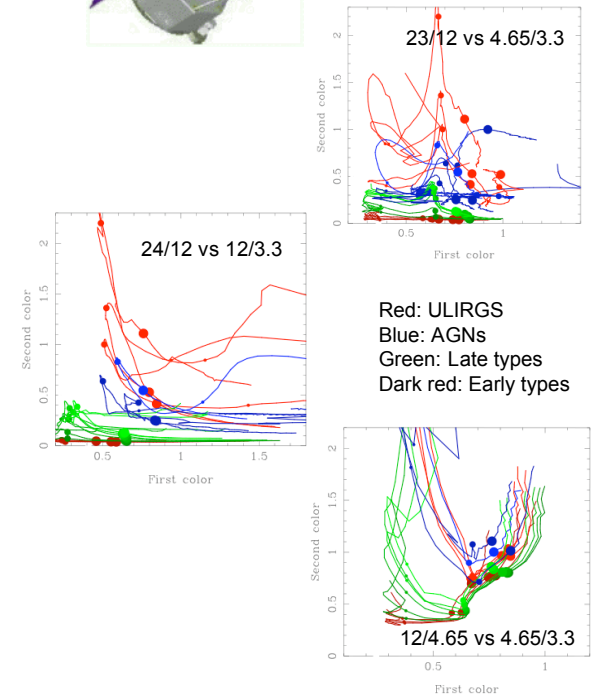 23/12 vs 4.65/3.3
Second color
0
0.5
1
1.5
2
0.5
1
First color
24/12 vs 12/3.3
Second color
0
0.5
1
1.5
2
0.5
1
1.5
First color
Red: ULIRGS
Blue: AGNs
Green: Late types
Dark red: Early types
Second color
0
0.5
1
1.5
2
12/4.65 vs 4.65/3.3
0.5
1
First color